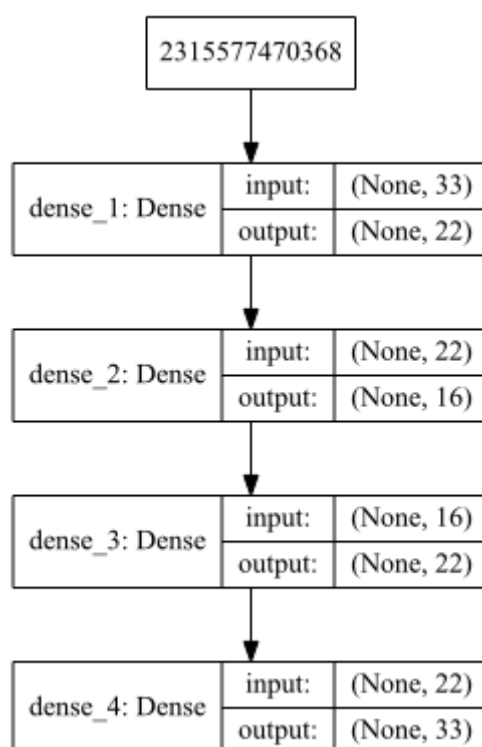 2315577470368
dense_1: Dense
input:
(None, 33)
output:
(None, 22)
dense_2: Dense
input:
(None, 22)
output:
(None, 16)
dense_3: Dense
input:
(None, 16)
output:
(None, 22)
dense_4: Dense
input:
(None, 22)
output:
(None, 33)